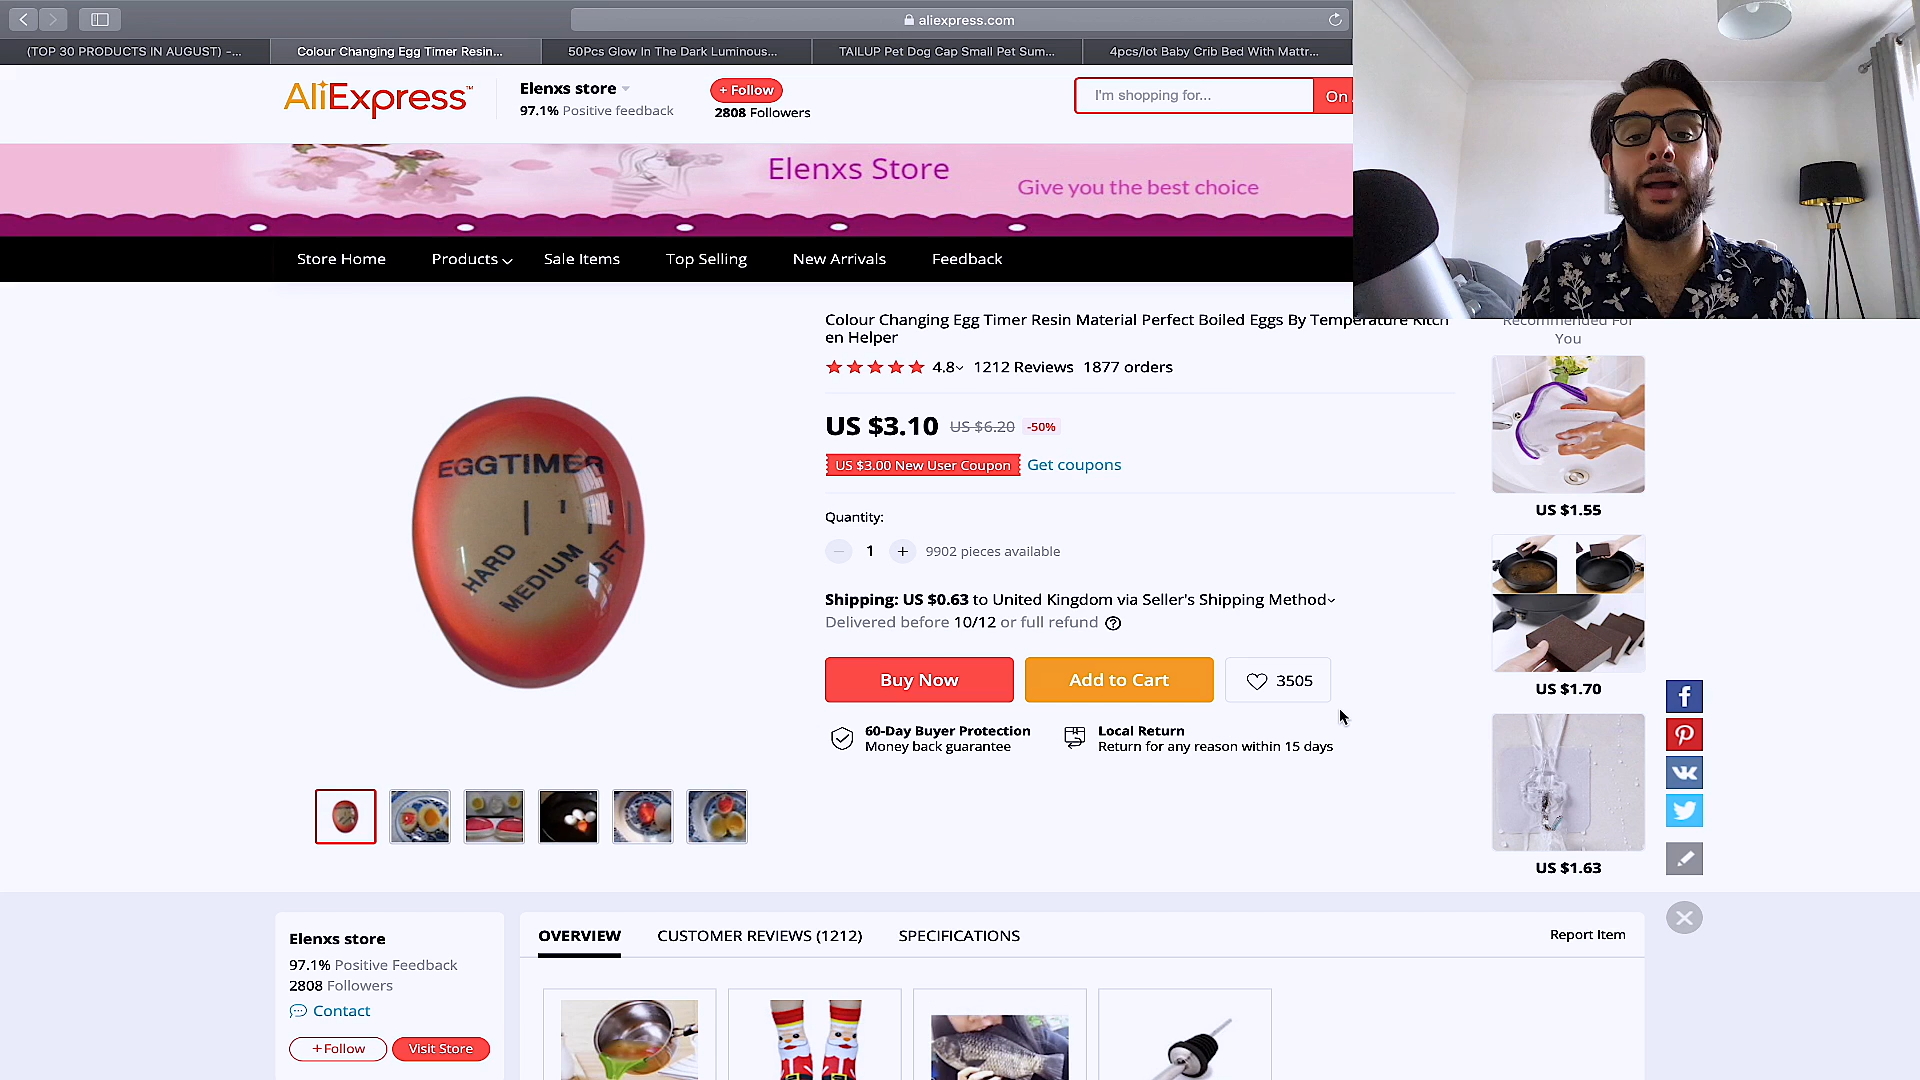 aliexpress.com
(TOP 30 PRODUCTS IN AUGUST) -...
Colour Changing Egg Timer Resin...
50Pcs Glow In The Dark Luminous...
TAILUP Pet Dog Cap Small Pet Sum...
4pcs/lot Baby Crib Bed With Mattr...
AliExpress™
Elenxs store
97.1% Positive feedback
+ Follow
2808 Followers
I'm shopping for...
On
Elenxs Store
Give you the best choice
Store Home
Products
Sale Items
Top Selling
New Arrivals
Feedback
Colour Changing Egg Timer Resin Material Perfect Boiled Eggs By Temperature Kitch
en Helper
4.8 1212 Reviews 1877 orders
US $3.10 US $6.20 -50%
US $3.00 New User Coupon Get coupons
Quantity:
1 + 9902 pieces available
Shipping: US $0.63 to United Kingdom via Seller's Shipping Method
Delivered before 10/12 or full refund
Buy Now
Add to Cart
3505
60-Day Buyer Protection
Money back guarantee
Local Return
Return for any reason within 15 days
EGGTIMER
HARD
MEDIUM
SOFT
Recommended For
You
US $1.55
US $1.70
US $1.63
Elenxs store
97.1% Positive Feedback
2808 Followers
Contact
+Follow
Visit Store
OVERVIEW
CUSTOMER REVIEWS (1212)
SPECIFICATIONS
Report Item